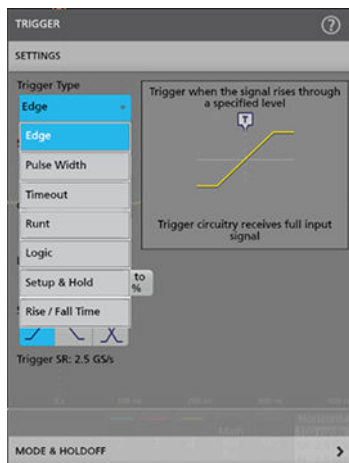 TRIGGER
?
SETTINGS
Trigger Type
Edge
Edge
Pulse Width
Timeout
Runt
Logic
Setup & Hold
Rise / Fall Time
to
%
Trigger when the signal rises through
a specified level
T
Trigger circuitry receives full input
signal
Trigger SR: 2.5 GS/s
Math
MODE & HOLDOFF